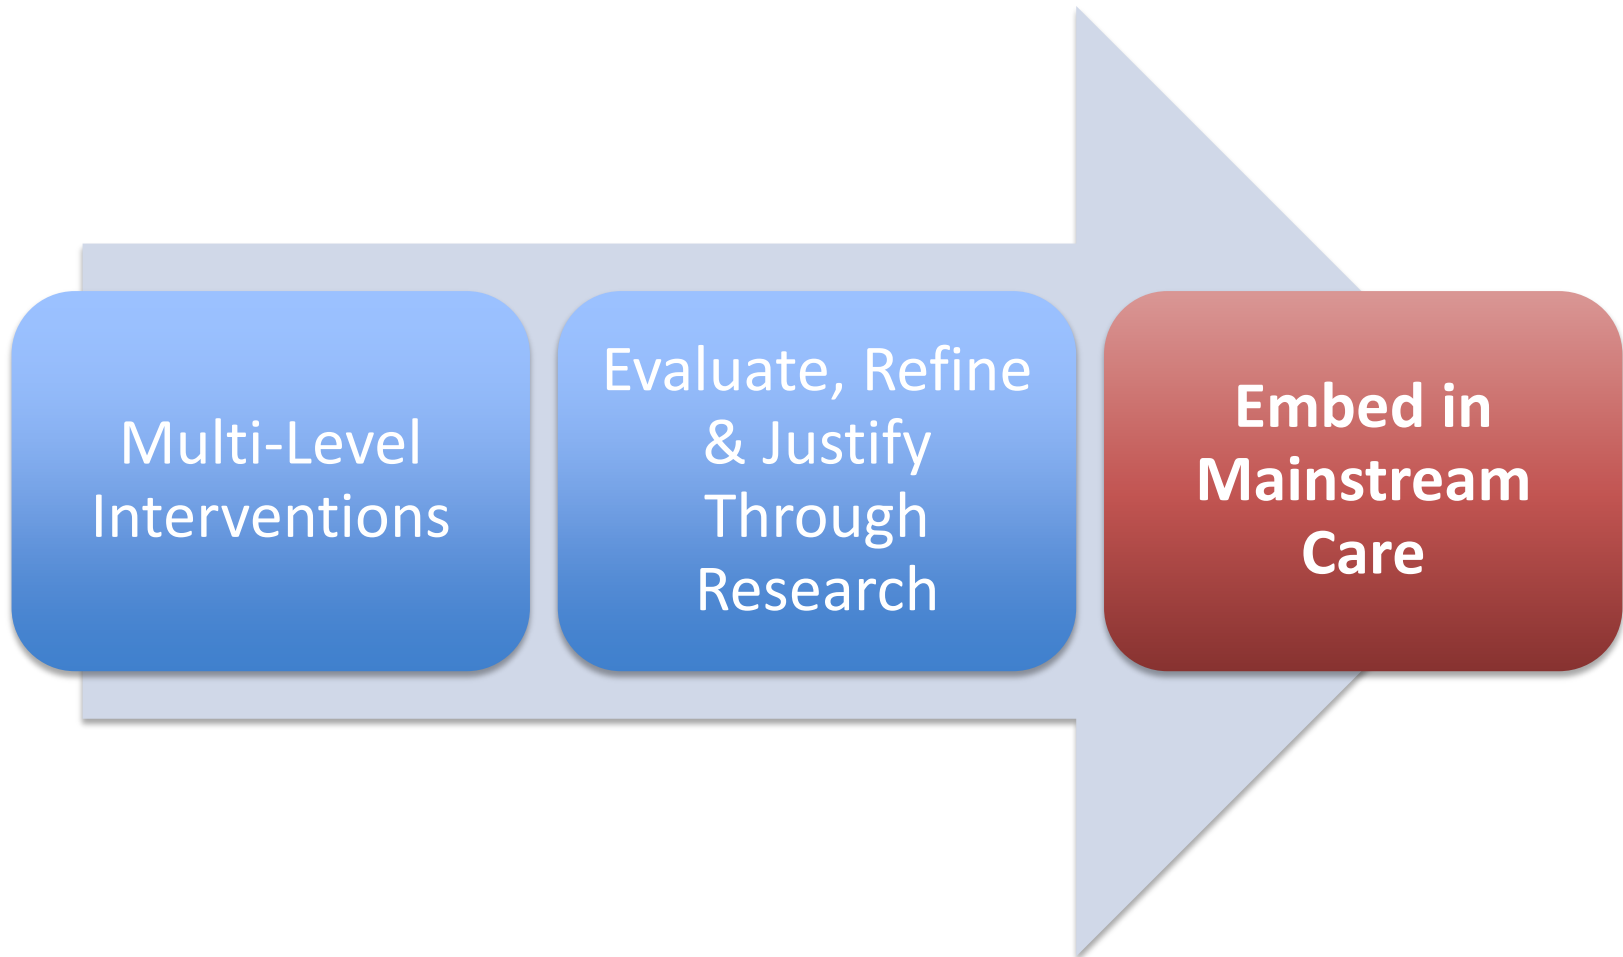 Multi-Level
Interventions
Evaluate, Refine
& Justify
Through
Research
Embed in
Mainstream
Care